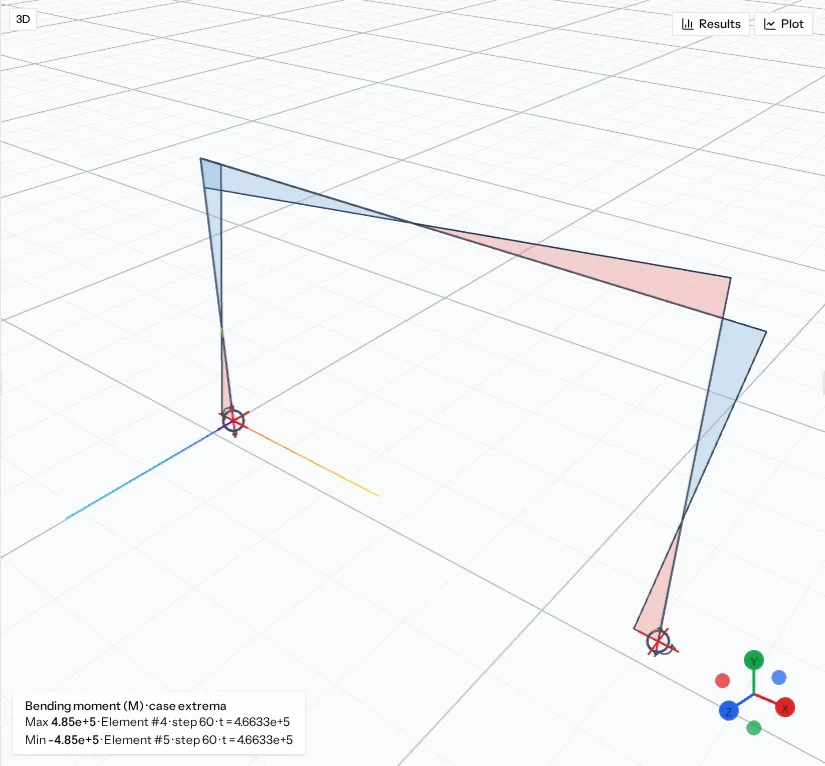 3D
Results
Plot
Bending moment (M) · case extrema
Max 4.85e+5 · Element #4 · step 60 · t = 4.6633e+5
Min -4.85e+5 · Element #5 · step 60 · t = 4.6633e+5
Y
Z
X